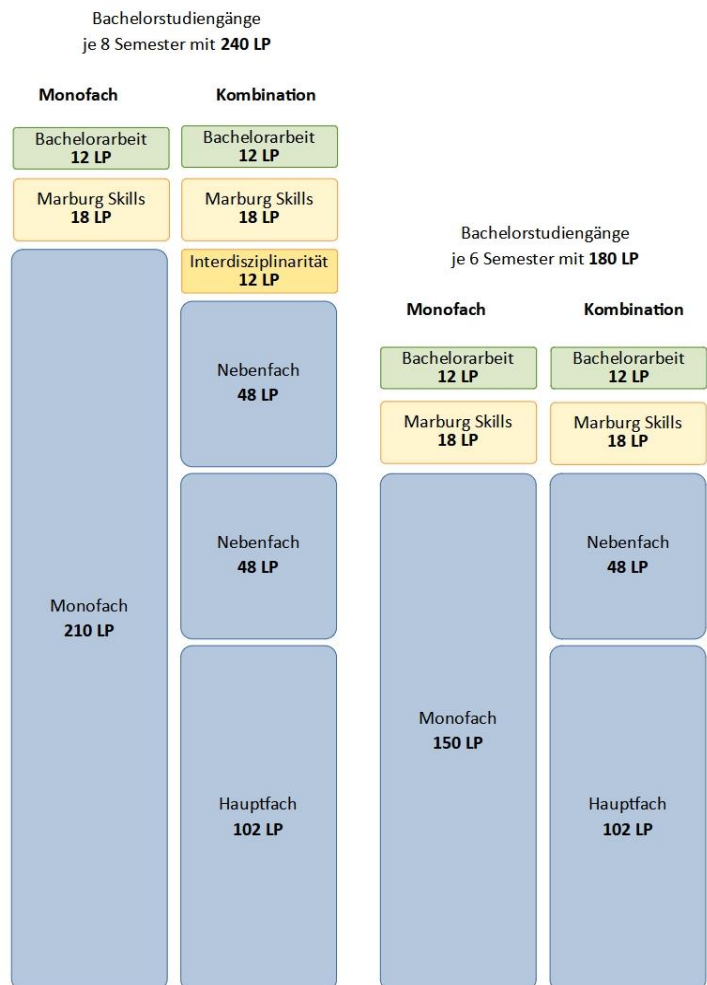 Bachelorstudiengänge
je 8 Semester mit 240 LP
Monofach
Kombination
Bachelorarbeit
12 LP
Marburg Skills
18 LP
Monofach
210 LP
Bachelorarbeit
12 LP
Marburg Skills
18 LP
Interdisziplinarität
12 LP
Nebenfach
48 LP
Nebenfach
48 LP
Hauptfach
102 LP
Bachelorstudiengänge
je 6 Semester mit 180 LP
Monofach
Kombination
Bachelorarbeit
12 LP
Marburg Skills
18 LP
Monofach
150 LP
Bachelorarbeit
12 LP
Marburg Skills
18 LP
Nebenfach
48 LP
Hauptfach
102 LP